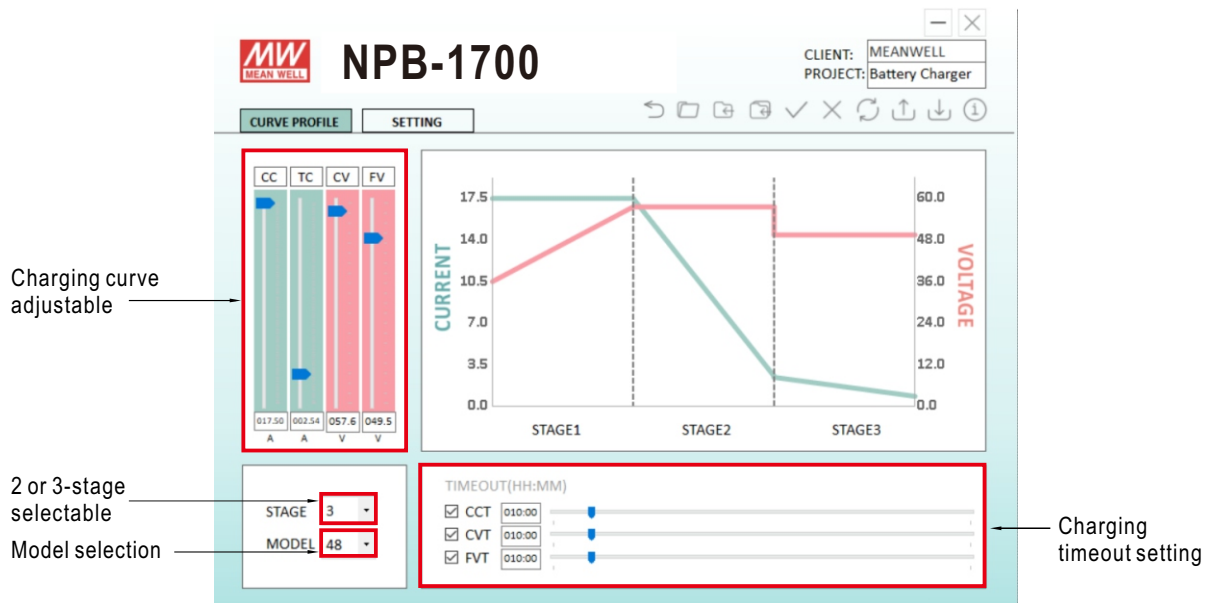 MW
MEAN WELL
NPB-1700
CLIENT: MEANWELL
PROJECT: Battery Charger
CURVE PROFILE
SETTING
CC TC CV FV
017.50 002.54 057.6 049.5
A A V V
CURRENT
17.5
14.0
10.5
7.0
3.5
0.0
60.0
48.0
36.0
24.0
12.0
0.0
VOLTAGE
STAGE1 STAGE2 STAGE3
Charging curve
adjustable
2 or 3-stage
selectable
Model selection
STAGE 3
MODEL 48
TIMEOUT(HH:MM)
CCT 010:00
CVT 010:00
FVT 010:00
Charging
timeout setting